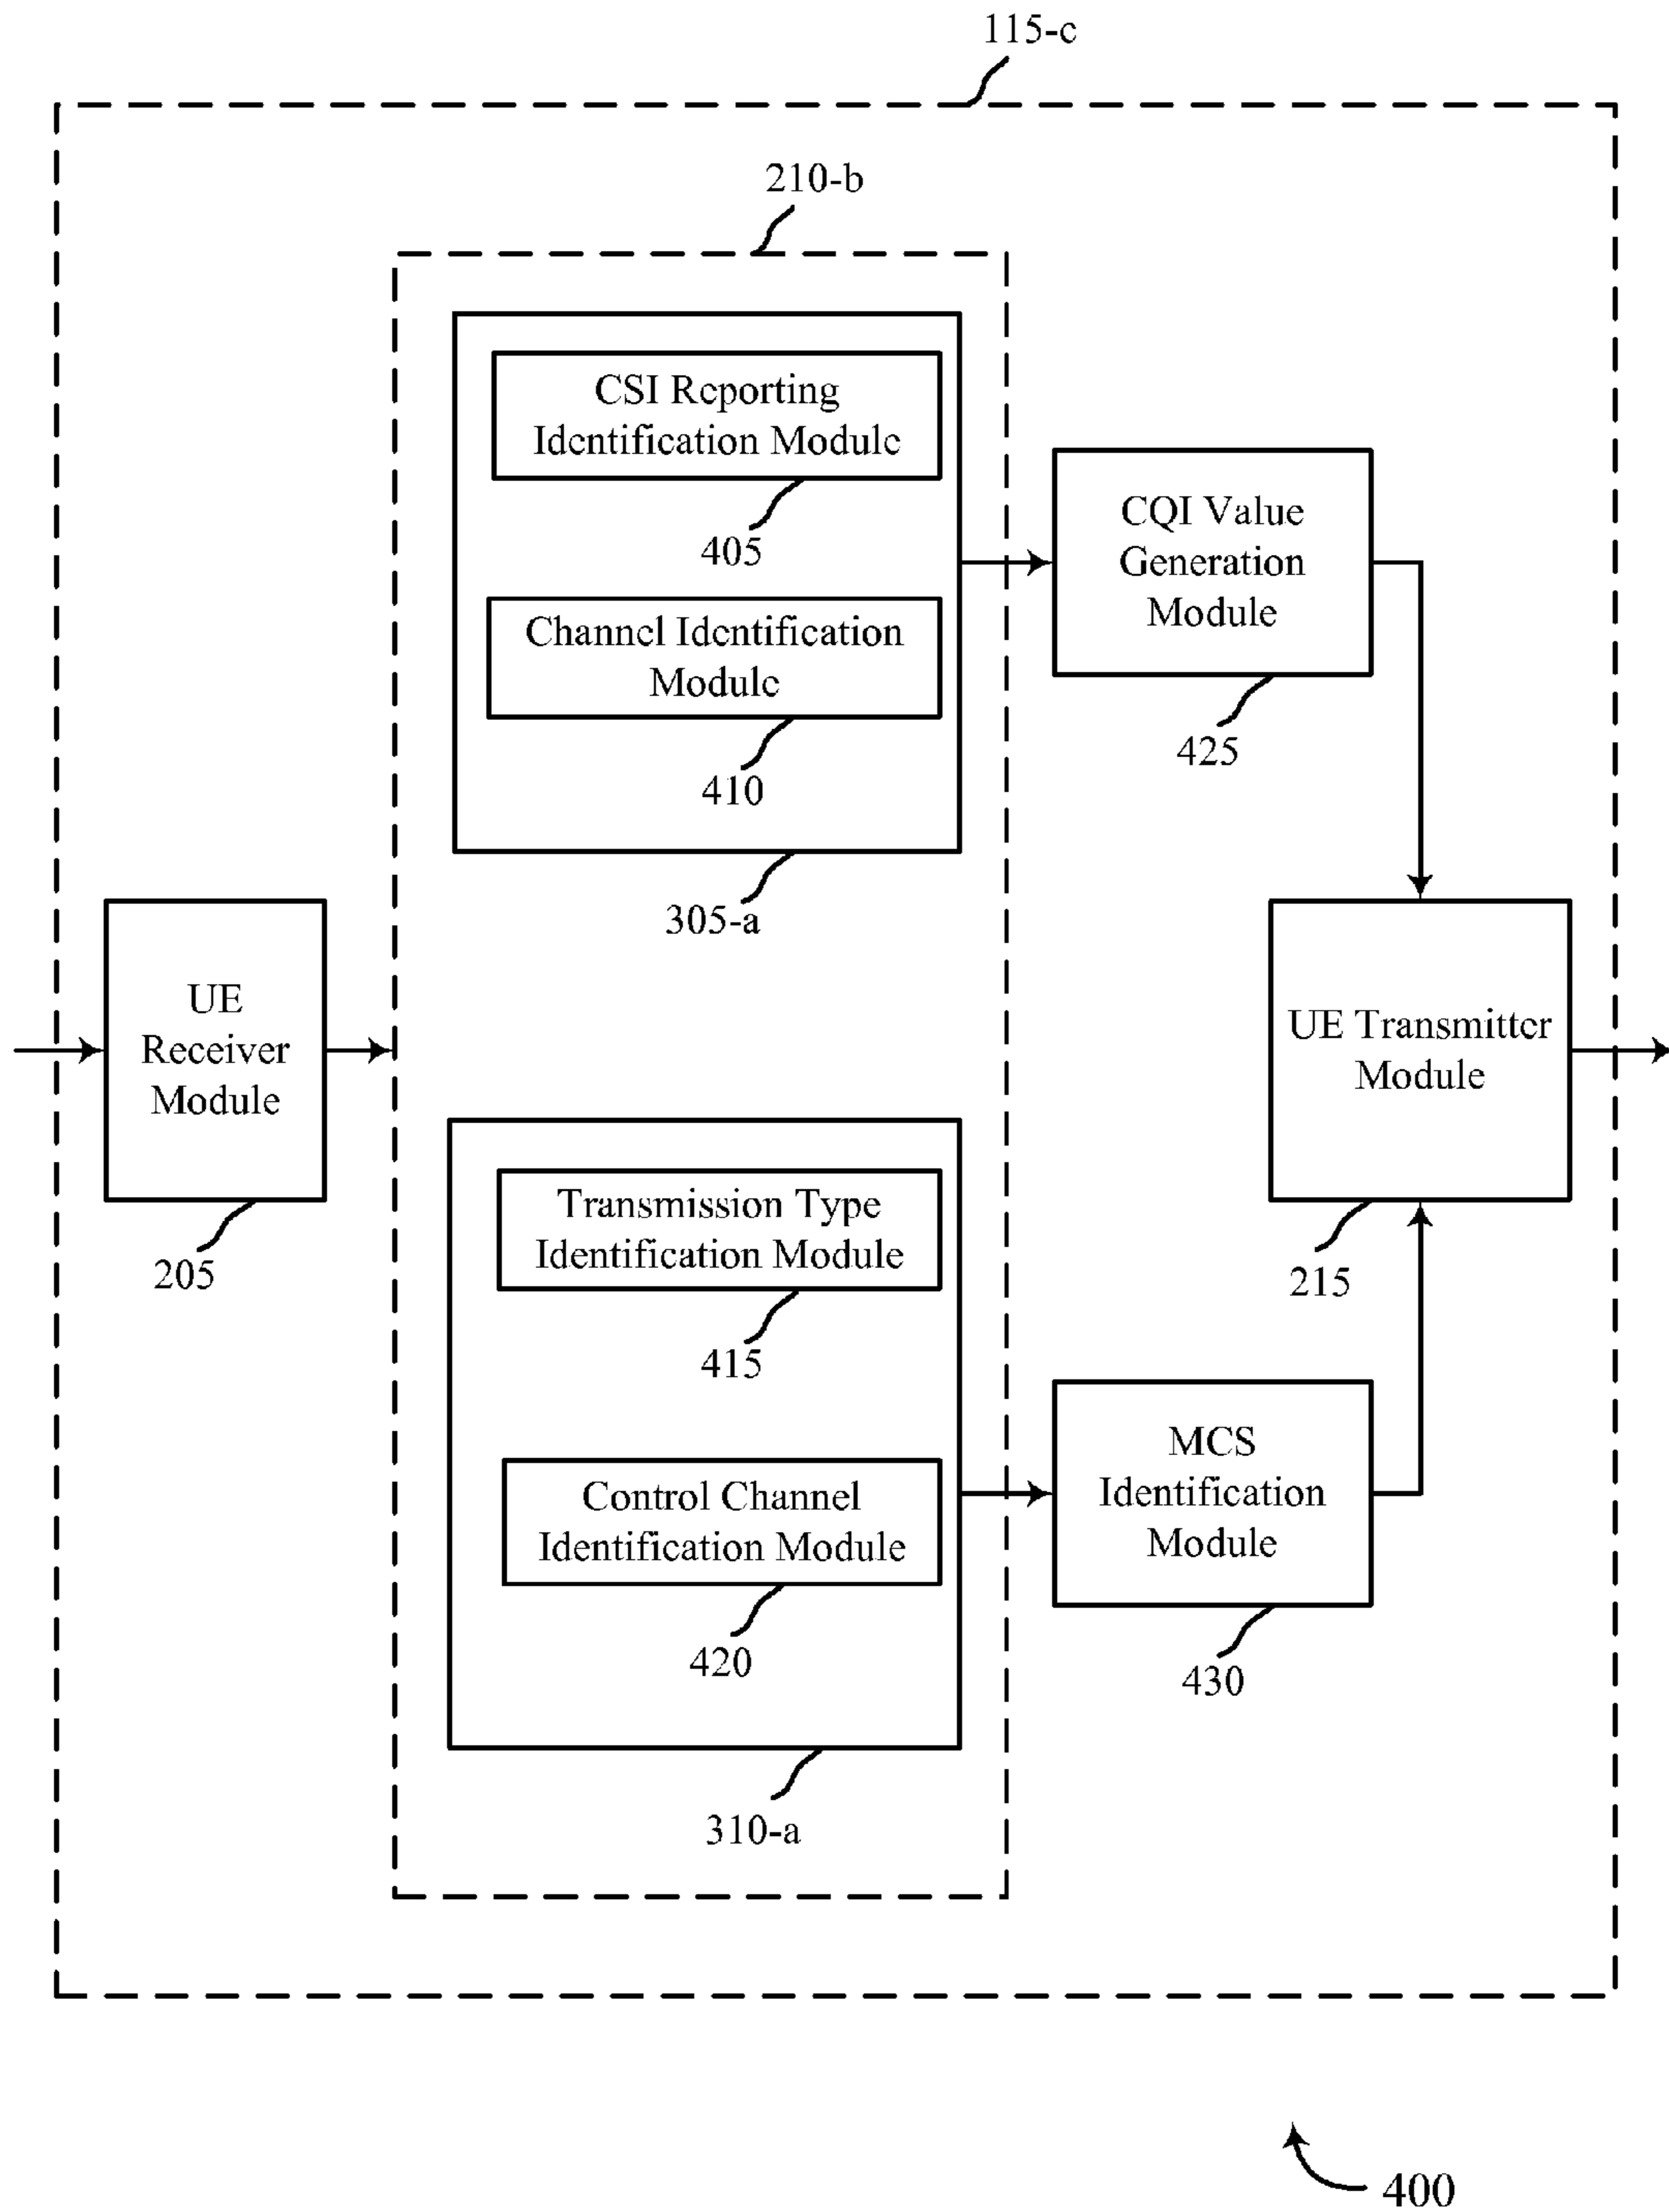 115-c
210-b
CSI Reporting
Identification Module
405
Channel Identification
Module
410
305-a
CQI Value
Generation
Module
425
UE
Receiver
Module
205
UE Transmitter
Module
215
Transmission Type
Identification Module
415
Control Channel
Identification Module
420
310-a
MCS
Identification
Module
430
400